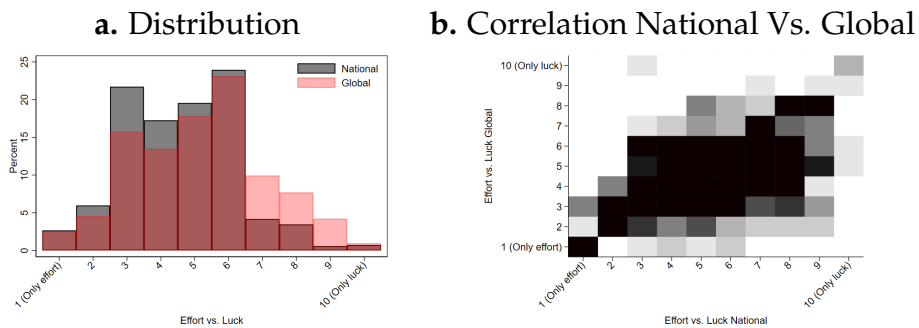 a. Distribution
25
20
15
10
5
0
Percent
National
Global
1 (Only effort)
2
3
4
5
6
7
8
9
10 (Only luck)
Effort vs. Luck
b. Correlation National Vs. Global
10 (Only luck)
9
8
7
6
5
4
3
2
1 (Only effort)
Effort vs. Luck Global
1 (Only effort)
2
3
4
5
6
7
8
9
10 (Only luck)
Effort vs. Luck National